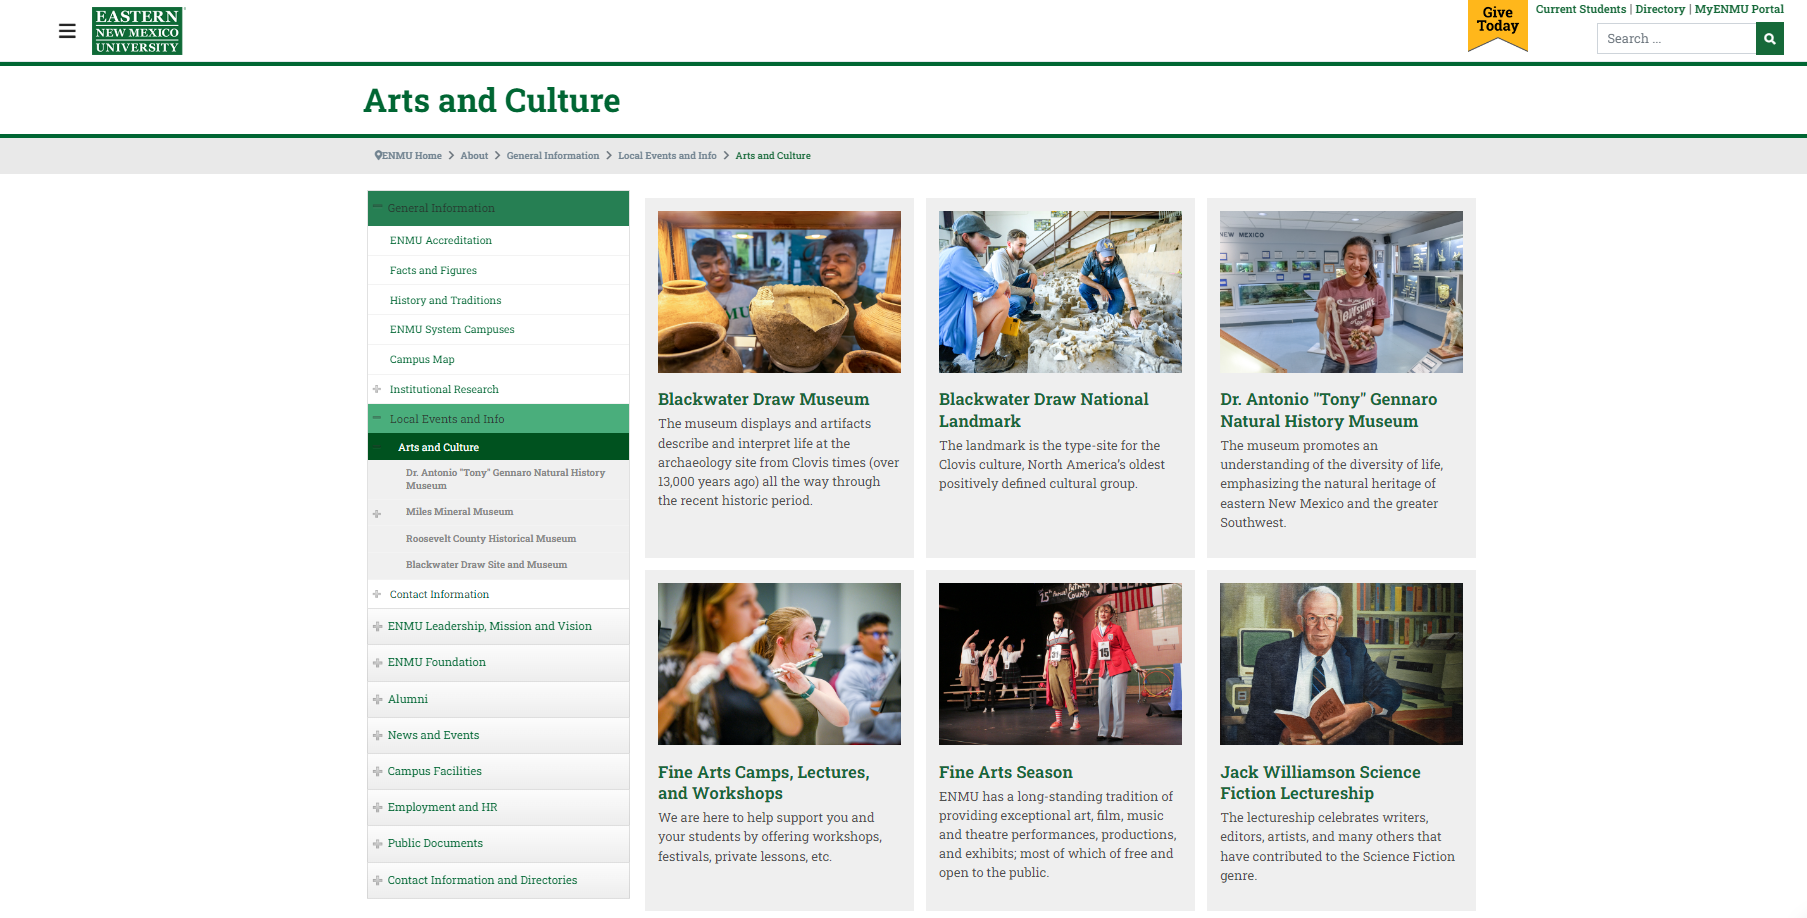 EASTERN
NEW MEXICO
UNIVERSITY
Give
Today
Current Students | Directory | MyENMU Portal
Search ...
Arts and Culture
ENMU Home > About > General Information > Local Events and Info > Arts and Culture
General Information
ENMU Accreditation
Facts and Figures
History and Traditions
ENMU System Campuses
Campus Map
Institutional Research
Local Events and Info
Arts and Culture
Dr. Antonio "Tony" Gennaro Natural History
Museum
Miles Mineral Museum
Roosevelt County Historical Museum
Blackwater Draw Site and Museum
Contact Information
ENMU Leadership, Mission and Vision
ENMU Foundation
Alumni
News and Events
Campus Facilities
Employment and HR
Public Documents
Contact Information and Directories
Blackwater Draw Museum
The museum displays and artifacts
describe and interpret life at the
archaeology site from Clovis times (over
13,000 years ago) all the way through
the recent historic period.
Blackwater Draw National
Landmark
The landmark is the type-site for the
Clovis culture, North America's oldest
positively defined cultural group.
NEW MEXICO
Dr. Antonio "Tony" Gennaro
Natural History Museum
The museum promotes an
understanding of the diversity of life,
emphasizing the natural heritage of
eastern New Mexico and the greater
Southwest.
Fine Arts Camps, Lectures,
and Workshops
We are here to help support you and
your students by offering workshops,
festivals, private lessons, etc.
25th Annual Putnam
County
31
15
Fine Arts Season
ENMU has a long-standing tradition of
providing exceptional art, film, music
and theatre performances, productions,
and exhibits; most of which of free and
open to the public.
Jack Williamson Science
Fiction Lectureship
The lectureship celebrates writers,
editors, artists, and many others that
have contributed to the Science Fiction
genre.